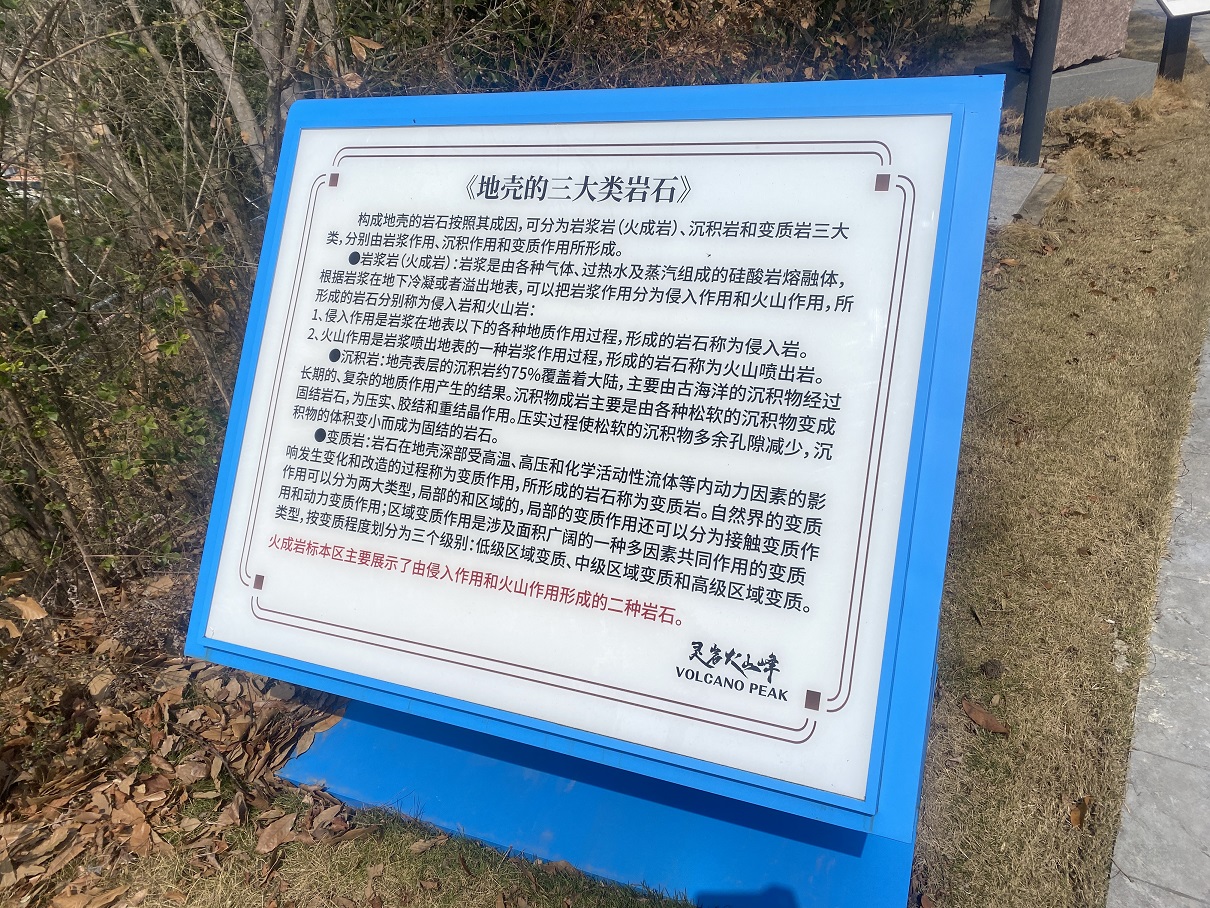 《地壳的三大类岩石》
构成地壳的岩石按照其成因，可分为岩浆岩（火成岩）、沉积岩和变质岩三大
类，分别由岩浆作用、沉积作用和变质作用所形成。
●岩浆岩（火成岩）：岩浆是由各种气体、过热水及蒸汽组成的硅酸岩熔融体，
根据岩浆在地下冷凝或者溢出地表，可以把岩浆作用分为侵入作用和火山作用，所
形成的岩石分别称为侵入岩和火山岩：
1、侵入作用是岩浆在地表以下的各种地质作用过程，形成的岩石称为侵入岩。
2、火山作用是岩浆喷出地表的一种岩浆作用过程，形成的岩石称为火山喷出岩。
●沉积岩：地壳表层的沉积岩约75%覆盖着大陆，主要由古海洋的沉积物经过
长期的、复杂的地质作用产生的结果。沉积物成岩主要是由各种松软的沉积物变成
固结岩石，为压实、胶结和重结晶作用。压实过程使松软的沉积物多余孔隙减少，沉
积物的体积变小而成为固结的岩石。
●变质岩：岩石在地壳深部受高温、高压和化学活动性流体等内动力因素的影
响发生变化和改造的过程称为变质作用，所形成的岩石称为变质岩。自然界的变质
作用可以分为两大类型，局部的和区域的，局部的变质作用还可以分为接触变质作
用和动力变质作用；区域变质作用是涉及面积广阔的一种多因素共同作用的变质
类型，按变质程度划分为三个级别：低级区域变质、中级区域变质和高级区域变质。
火成岩标本区主要展示了由侵入作用和火山作用形成的二种岩石。
灵岩火山峰
VOLCANO PEAK